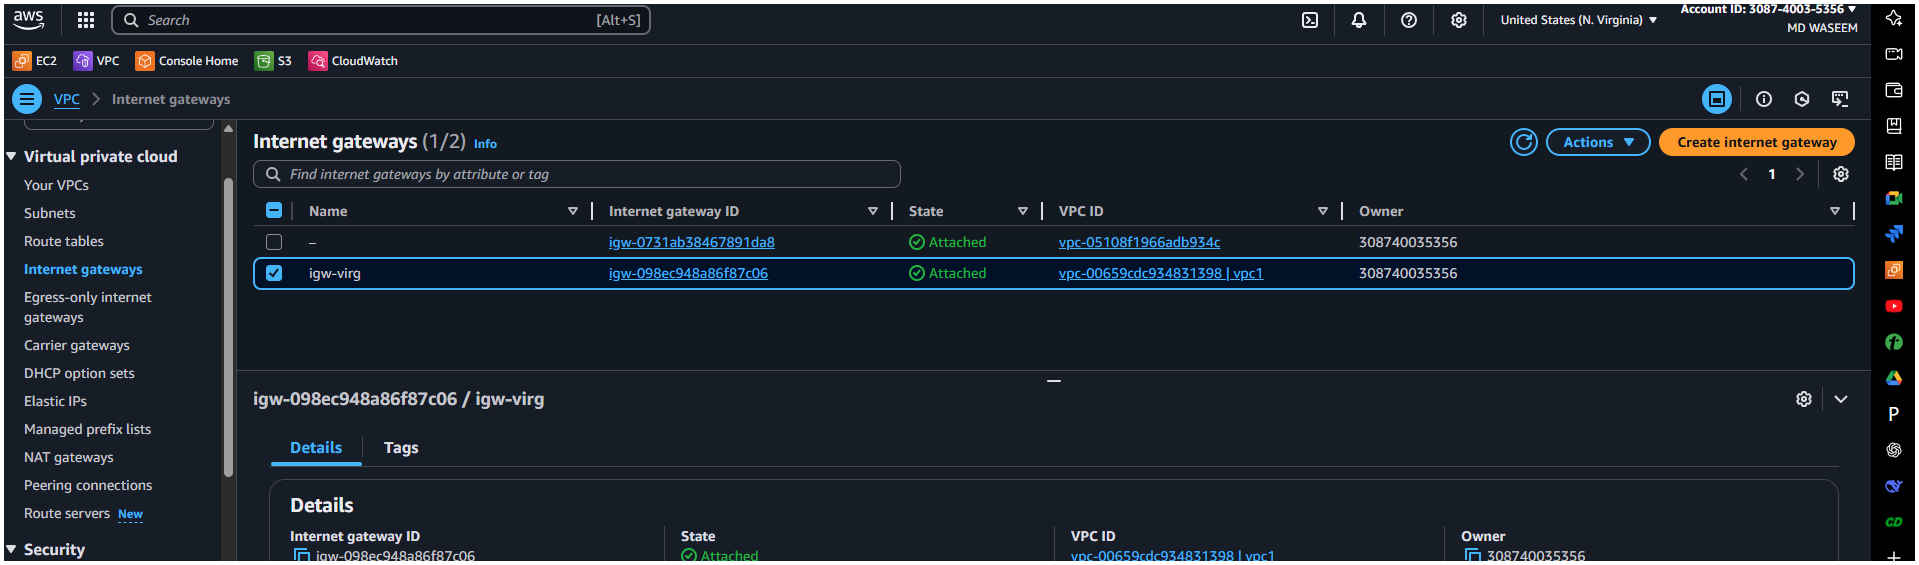 aws Search [Alt+S] United States (N. Virginia) Account ID: 3087-4003-5356
MD WASEEM
EC2 VPC Console Home S3 CloudWatch
VPC Internet gateways
Virtual private cloud
Your VPCs
Subnets
Route tables
Internet gateways
Egress-only internet
gateways
Carrier gateways
DHCP option sets
Elastic IPs
Managed prefix lists
NAT gateways
Peering connections
Route servers New
Security
Internet gateways (1/2) Info
Actions Create internet gateway
Find internet gateways by attribute or tag
1
Name Internet gateway ID State VPC ID Owner
– igw-0731ab38467891da8 Attached vpc-05108f1966adb934c 308740035356
igw-virg igw-098ec948a86f87c06 Attached vpc-00659cdc934831398 | vpc1 308740035356
igw-098ec948a86f87c06 / igw-virg
Details Tags
Details
Internet gateway ID State VPC ID Owner
igw-098ec948a86f87c06 Attached vpc-00659cdc934831398 | vpc1 308740035356
P
CD